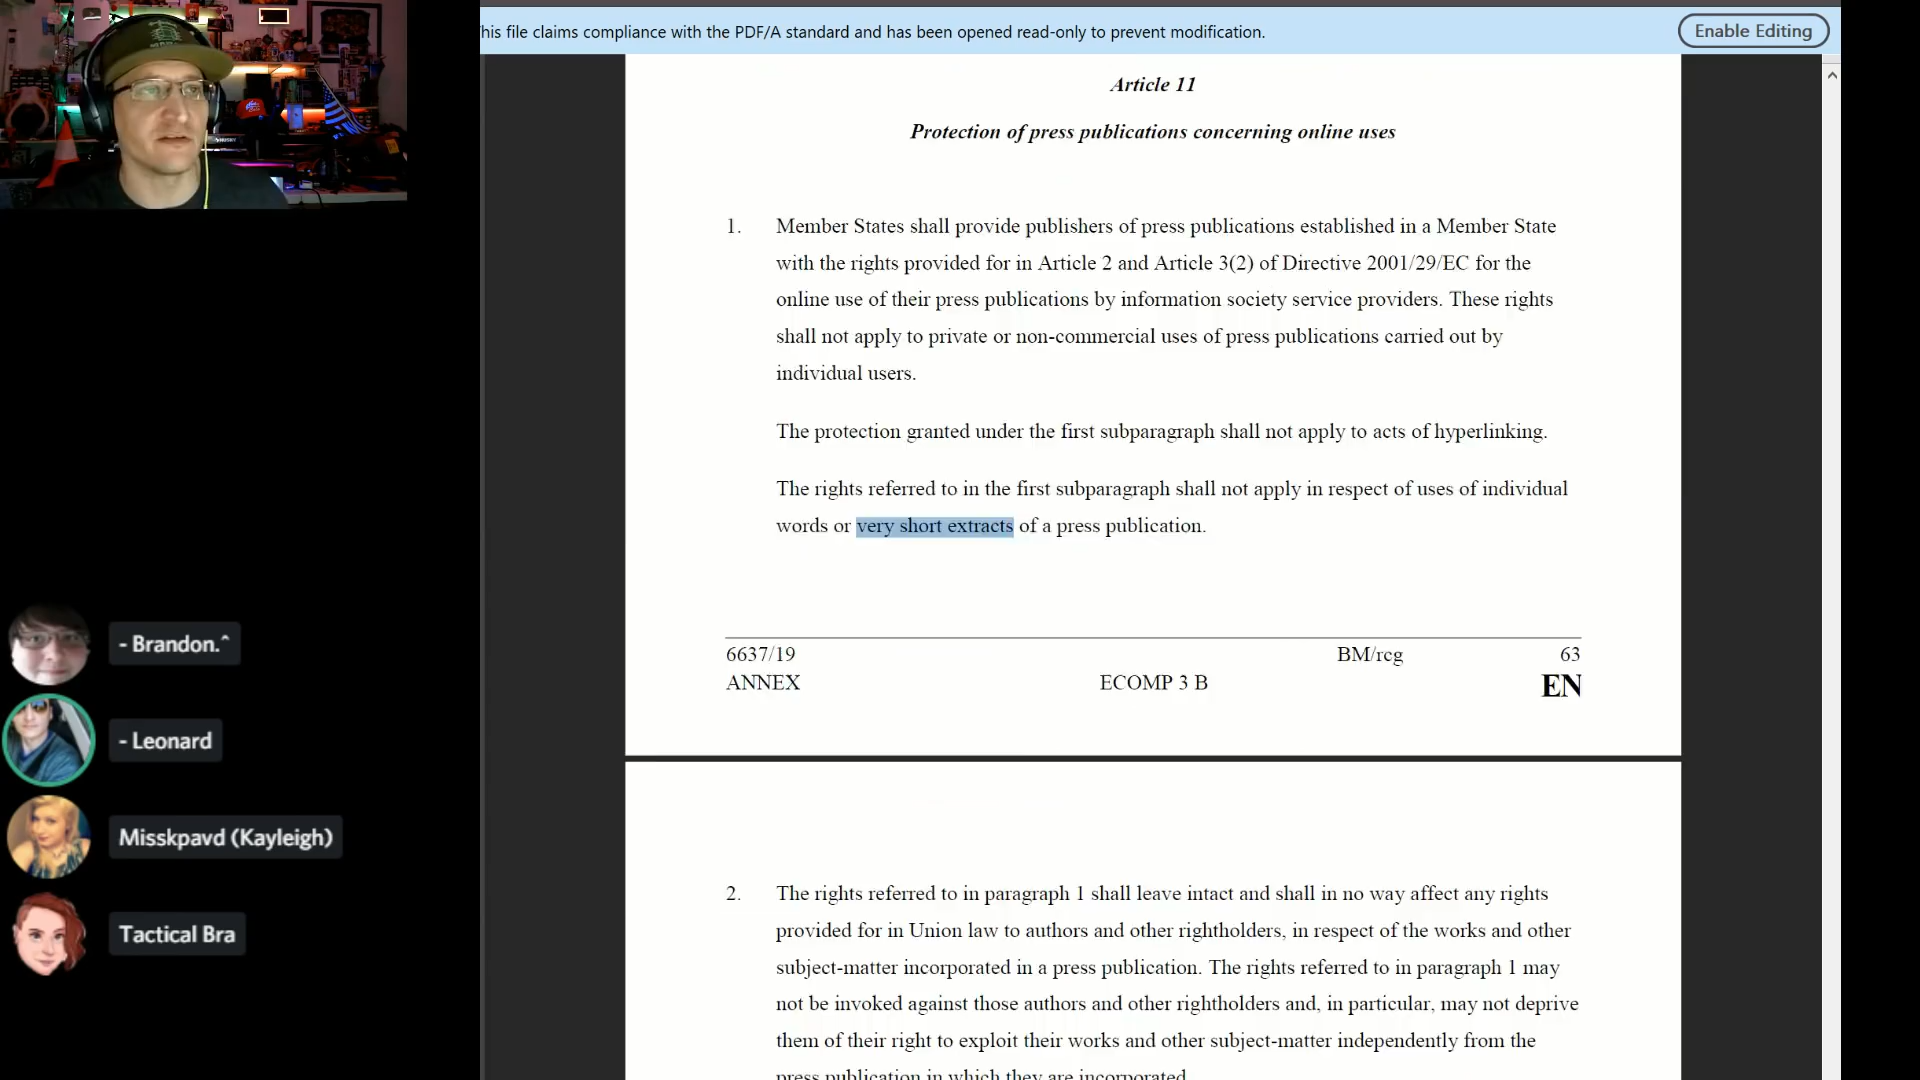 his file claims compliance with the PDF/A standard and has been opened read-only to prevent modification.
Enable Editing
Article 11
Protection of press publications concerning online uses
1. Member States shall provide publishers of press publications established in a Member State
with the rights provided for in Article 2 and Article 3(2) of Directive 2001/29/EC for the
online use of their press publications by information society service providers. These rights
shall not apply to private or non-commercial uses of press publications carried out by
individual users.
The protection granted under the first subparagraph shall not apply to acts of hyperlinking.
The rights referred to in the first subparagraph shall not apply in respect of uses of individual
words or very short extracts of a press publication.
6637/19 BM/rcg 63
ANNEX ECOMP 3 B EN
2. The rights referred to in paragraph 1 shall leave intact and shall in no way affect any rights
provided for in Union law to authors and other rightholders, in respect of the works and other
subject-matter incorporated in a press publication. The rights referred to in paragraph 1 may
not be invoked against those authors and other rightholders and, in particular, may not deprive
them of their right to exploit their works and other subject-matter independently from the
press publication in which they are incorporated.
- Brandon.^
- Leonard
Misskpavd (Kayleigh)
Tactical Bra